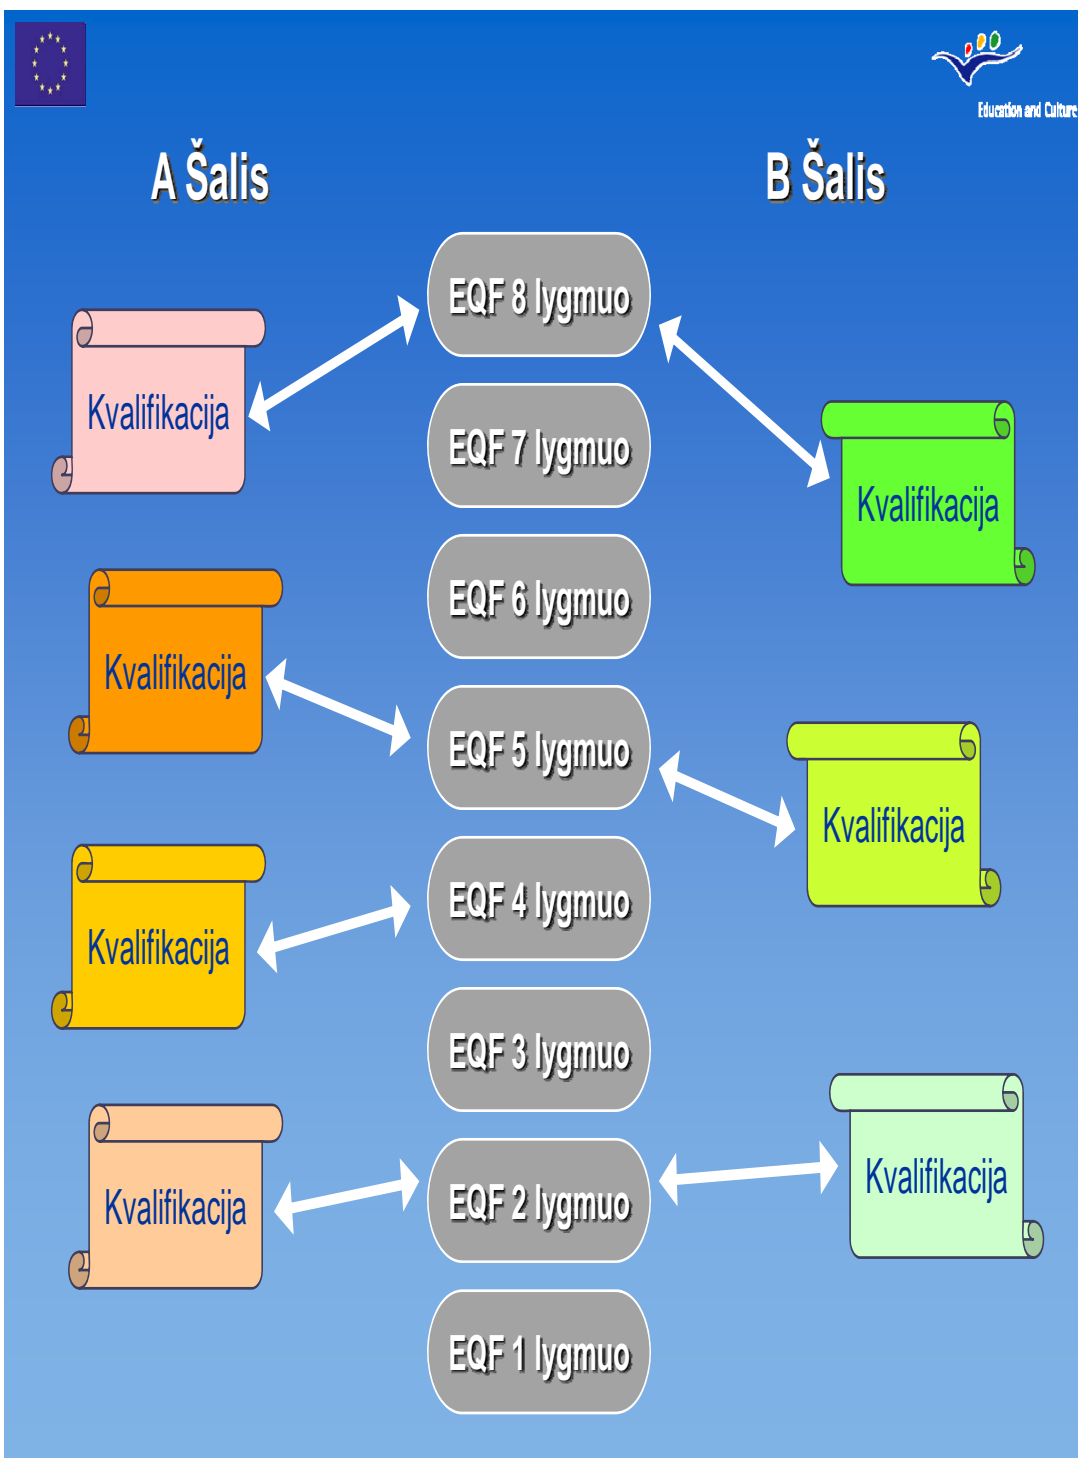 Education and Culture
A Šalis
B Šalis
EQF 8 lygmuo
Kvalifikacija
EQF 7 lygmuo
Kvalifikacija
EQF 6 lygmuo
Kvalifikacija
EQF 5 lygmuo
Kvalifikacija
EQF 4 lygmuo
Kvalifikacija
EQF 3 lygmuo
Kvalifikacija
EQF 2 lygmuo
Kvalifikacija
EQF 1 lygmuo